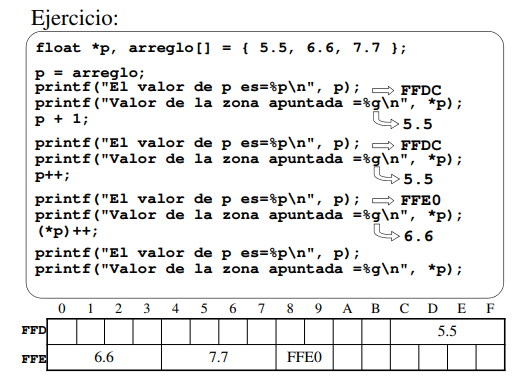 Ejercicio:
float *p, arreglo[] = { 5.5, 6.6, 7.7 };
p = arreglo;
printf("El valor de p es=%p\n", p); FFDC
printf("Valor de la zona apuntada =%g\n", *p);
p + 1; 5.5
printf("El valor de p es=%p\n", p); FFDC
printf("Valor de la zona apuntada =%g\n", *p);
p++; 5.5
printf("El valor de p es=%p\n", p); FFE0
printf("Valor de la zona apuntada =%g\n", *p);
(*p)++; 6.6
printf("El valor de p es=%p\n", p);
printf("Valor de la zona apuntada =%g\n", *p);
0 1 2 3 4 5 6 7 8 9 A B C D E F
FFD 5.5
FFE 6.6 7.7 FFE0